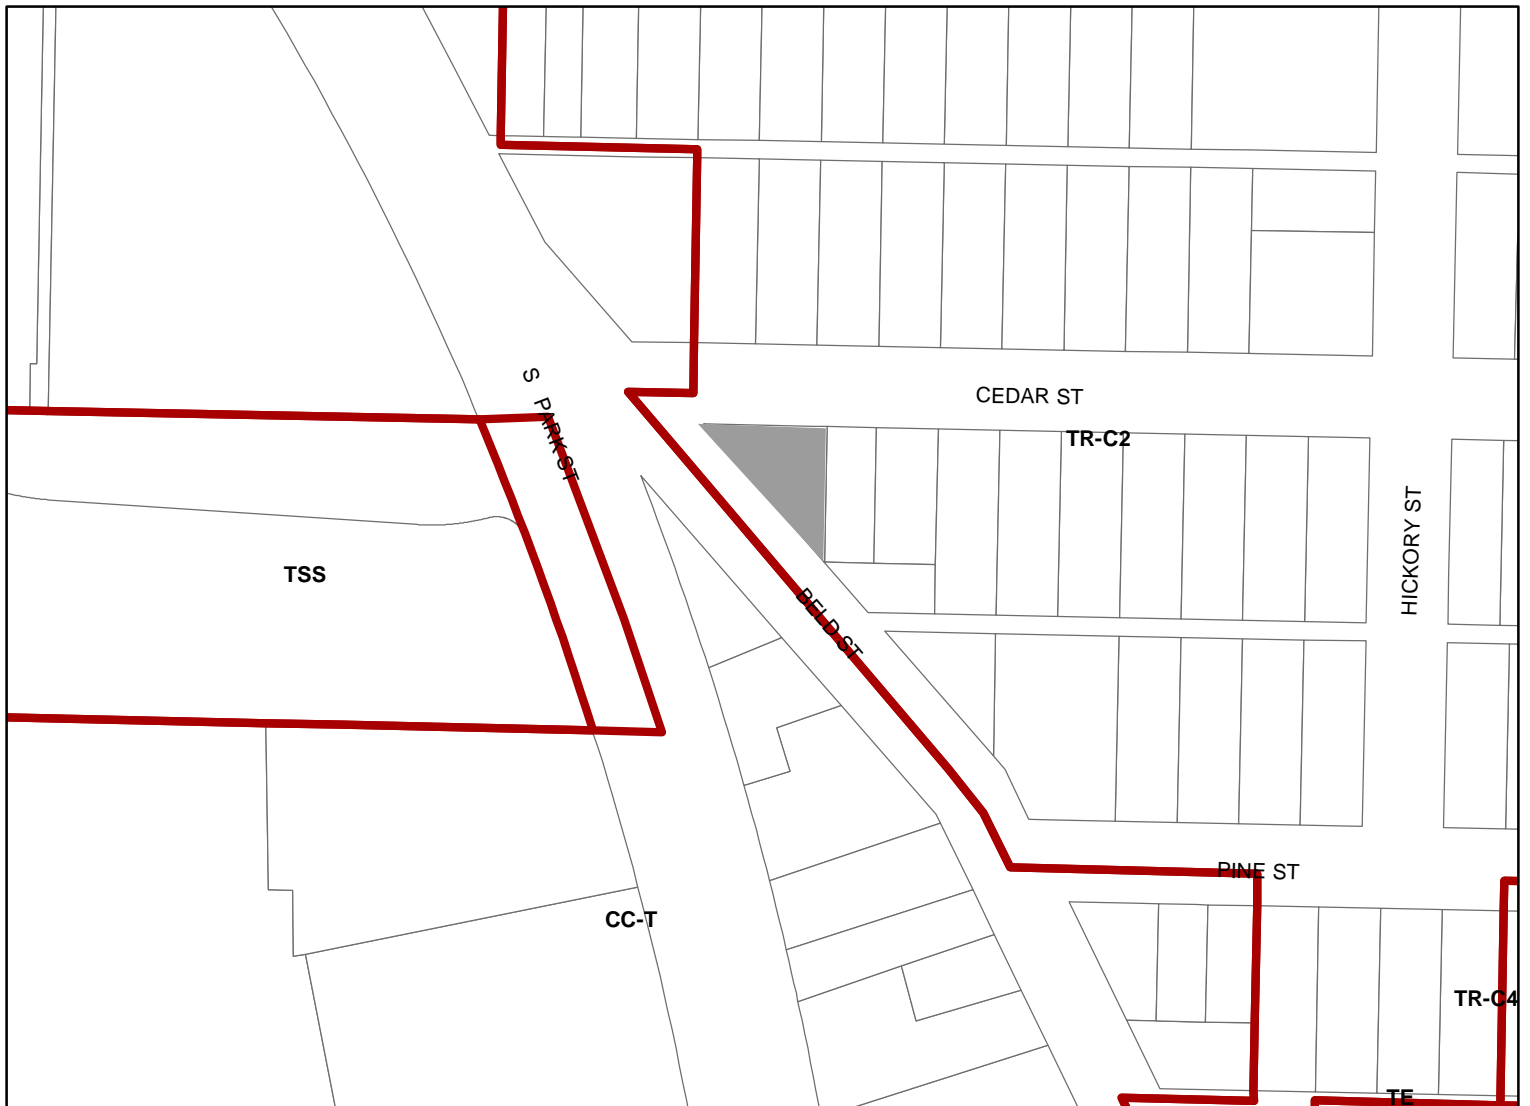 S PARK ST
CEDAR ST
TR-C2
HICKORY ST
TSS
BELD ST
PINE ST
CC-T
TR-C4
TE